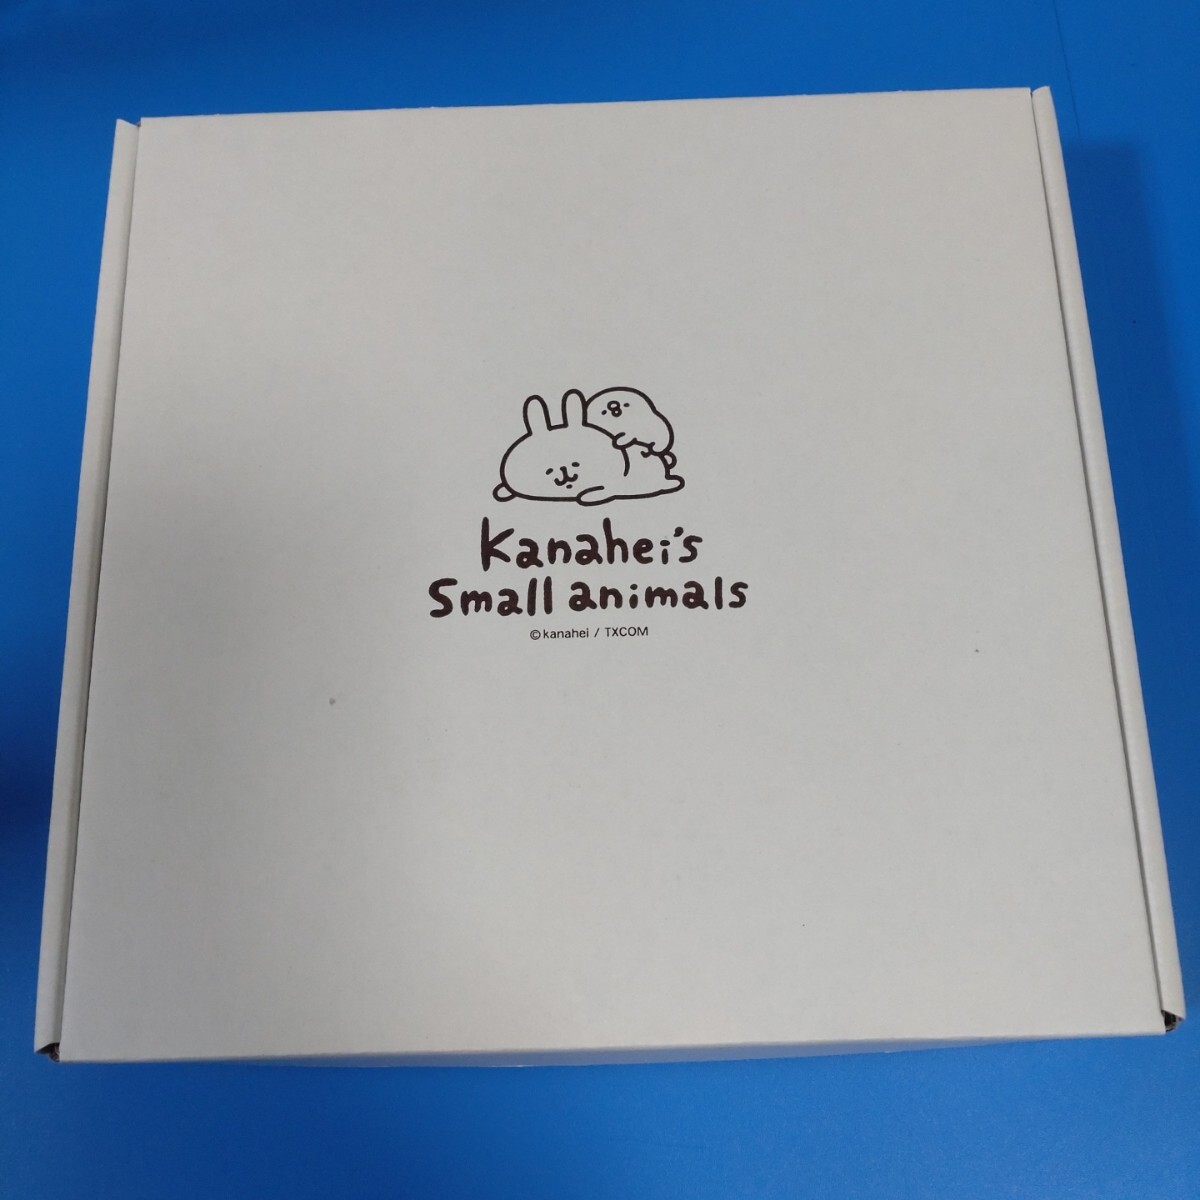 Kanahei's
Small animals
©kanahei / TXCOM